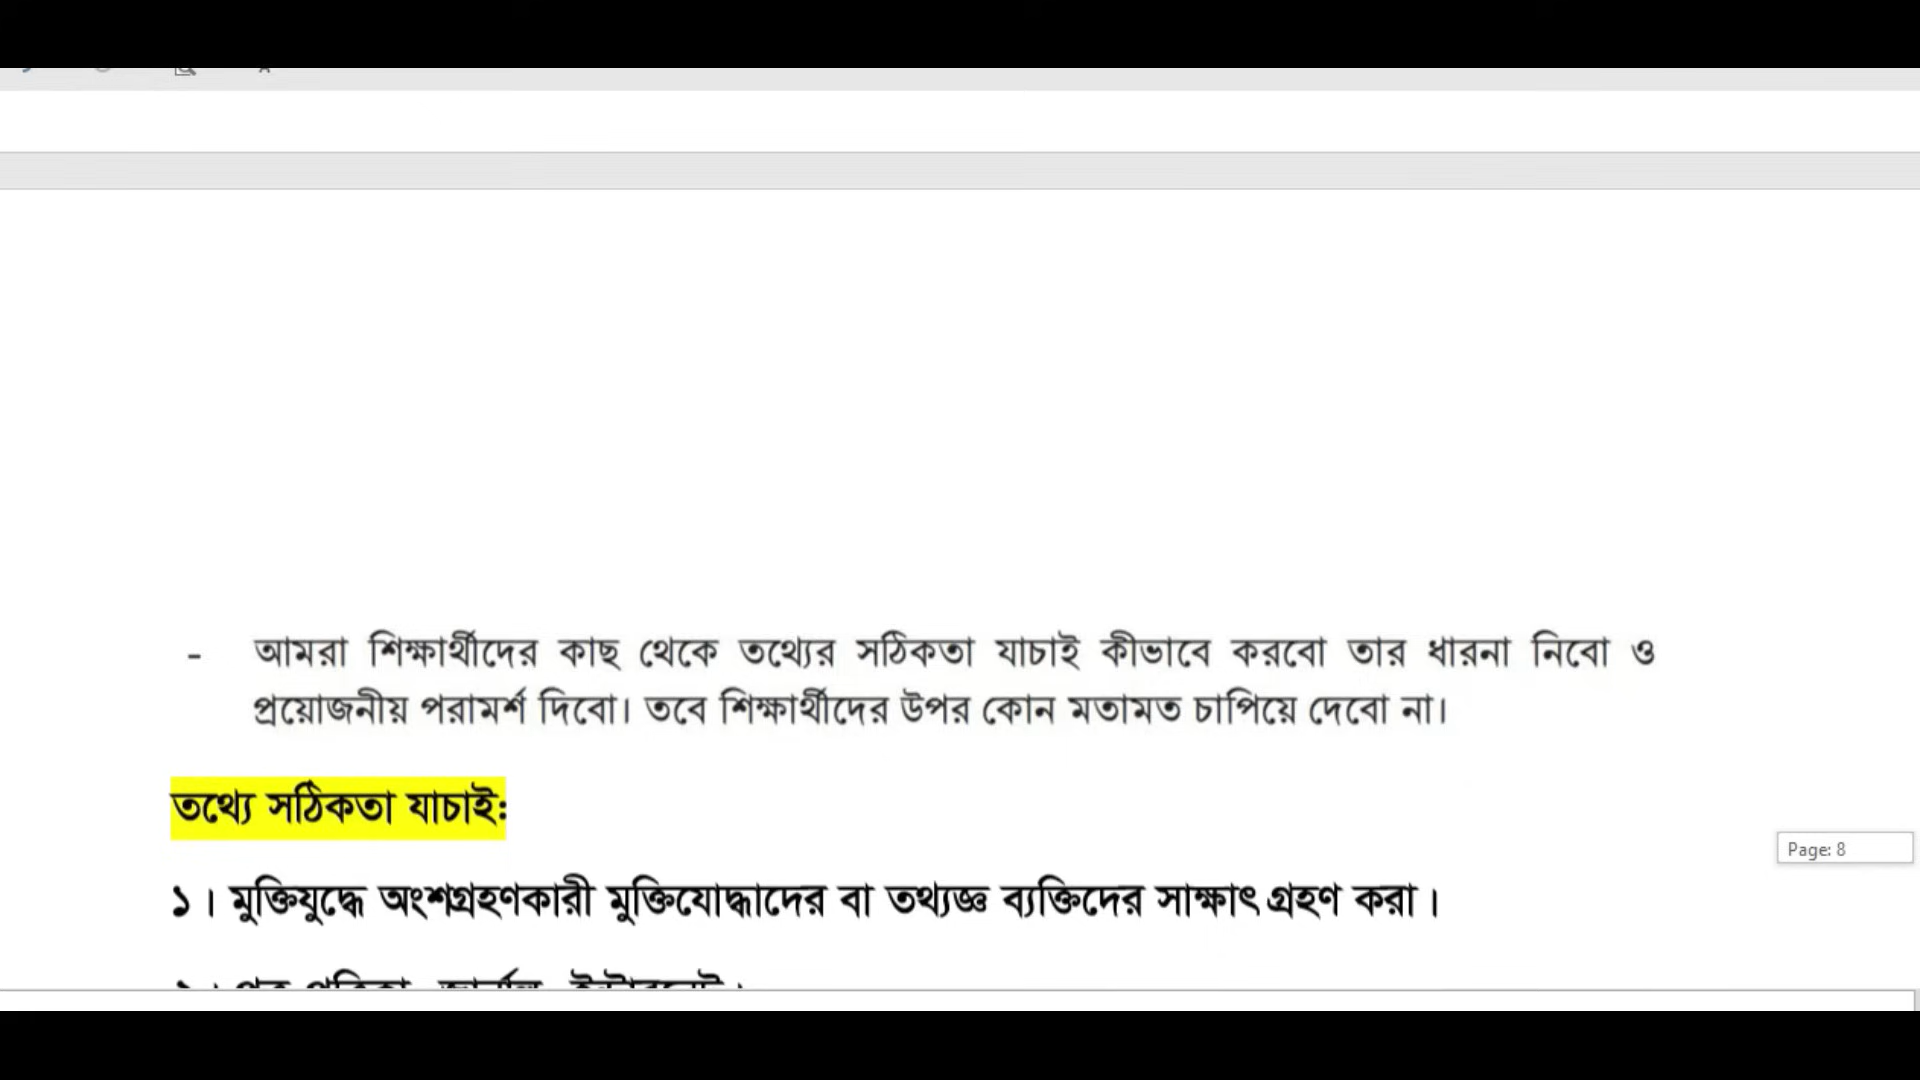 - আমরা শিক্ষার্থীদের কাছ থেকে তথ্যের সঠিকতা যাচাই কীভাবে করবো তার ধারনা নিবো ও
প্রয়োজনীয় পরামর্শ দিবো। তবে শিক্ষার্থীদের উপর কোন মতামত চাপিয়ে দেবো না।
তথ্যে সঠিকতা যাচাই:
Page: 8
১। মুক্তিযুদ্ধে অংশগ্রহণকারী মুক্তিযোদ্ধাদের বা তথ্যজ্ঞ ব্যক্তিদের সাক্ষাৎ গ্রহণ করা।